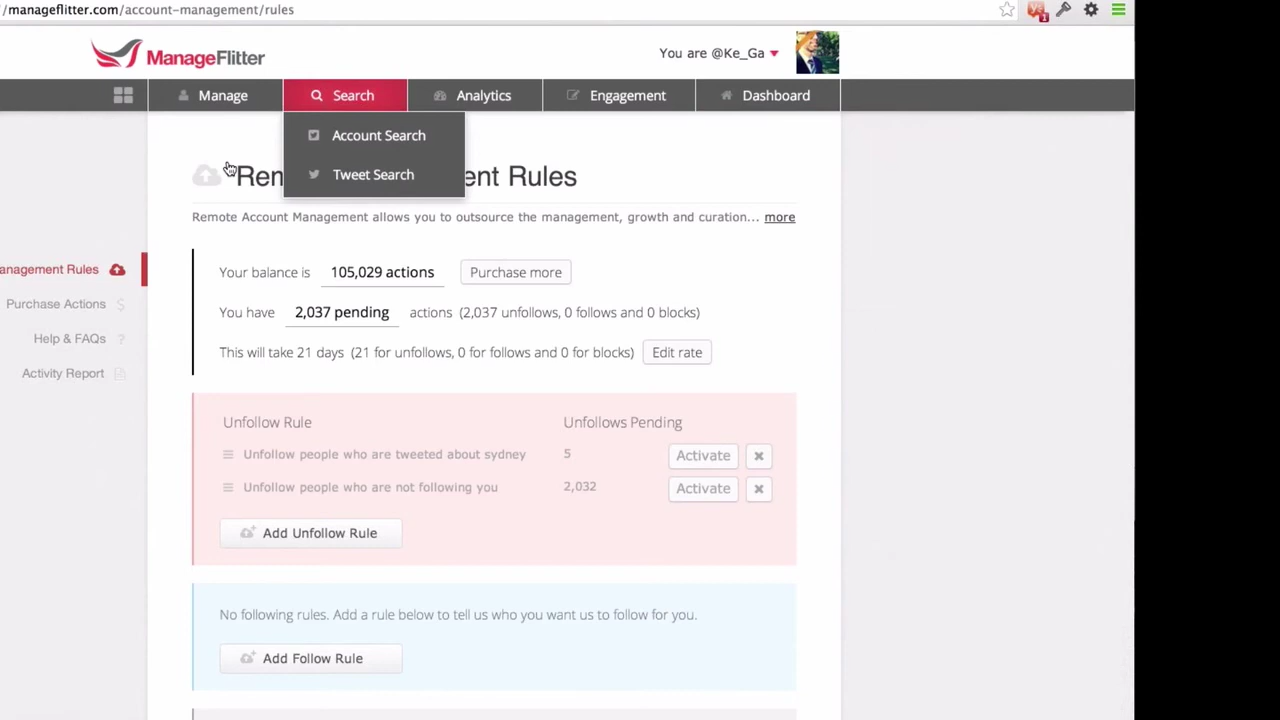 /manageflitter.com/account-management/rules
1
ManageFlitter
You are @Ke_Ga
Manage
Search
Analytics
Engagement
Dashboard
Account Search
Tweet Search
Rem
ent Rules
Remote Account Management allows you to outsource the management, growth and curation... more
Your balance is 105,029 actions Purchase more
You have 2,037 pending actions (2,037 unfollows, 0 follows and 0 blocks)
This will take 21 days (21 for unfollows, 0 for follows and 0 for blocks) Edit rate
anagement Rules
Purchase Actions $
Help & FAQs ?
Activity Report
Unfollow Rule Unfollows Pending
Unfollow people who are tweeted about sydney 5 Activate ×
Unfollow people who are not following you 2,032 Activate ×
Add Unfollow Rule
No following rules. Add a rule below to tell us who you want us to follow for you.
Add Follow Rule